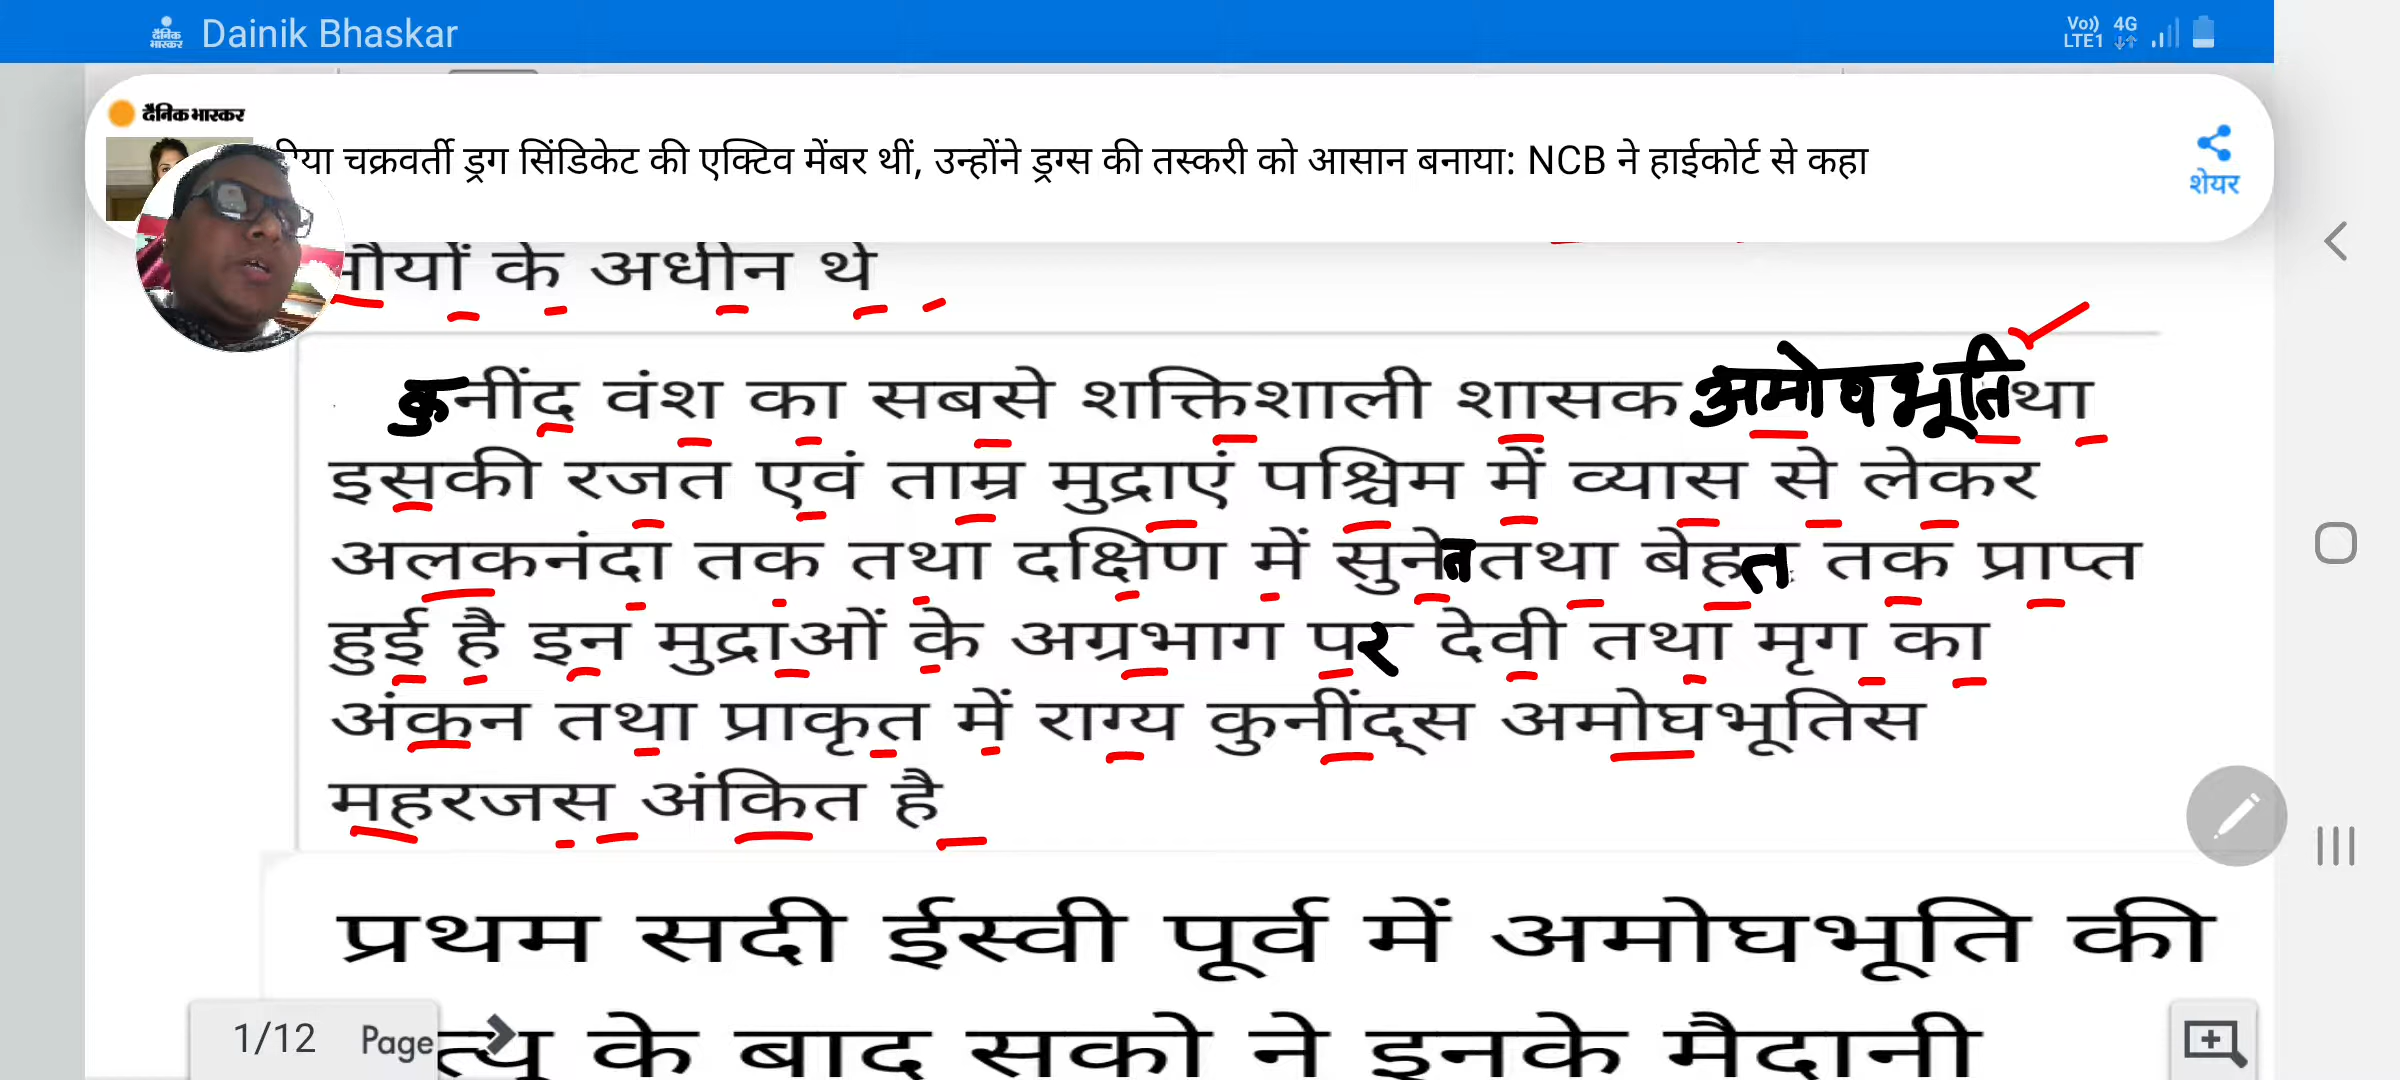 दैनिक भास्कर Dainik Bhaskar
Vo)) 4G
LTE1
दैनिक भास्कर
चक्रवर्ती ड्रग सिंडिकेट की एक्टिव मेंबर थीं, उन्होंने ड्रग्स की तस्करी को आसान बनाया: NCB ने हाईकोर्ट से कहा
शेयर
के अधीन थे
कुनींद वंश का सबसे शक्तिशाली शासक अमोघभूति था
इसकी रजत एवं ताम्र मुद्राएं पश्चिम में व्यास से लेकर
अलकनंदा तक तथा दक्षिण में सुनेत तथा बेहत तक प्राप्त
हुई है इन मुद्राओं के अग्रभाग पर देवी तथा मृग का
अंकन तथा प्राकृत में राग्य कुनींद्स अमोघभूतिस
महरजस अंकित है
प्रथम सदी ईस्वी पूर्व में अमोघभूति की
के बाद सको ने इनके मैदानी
1/12 Page